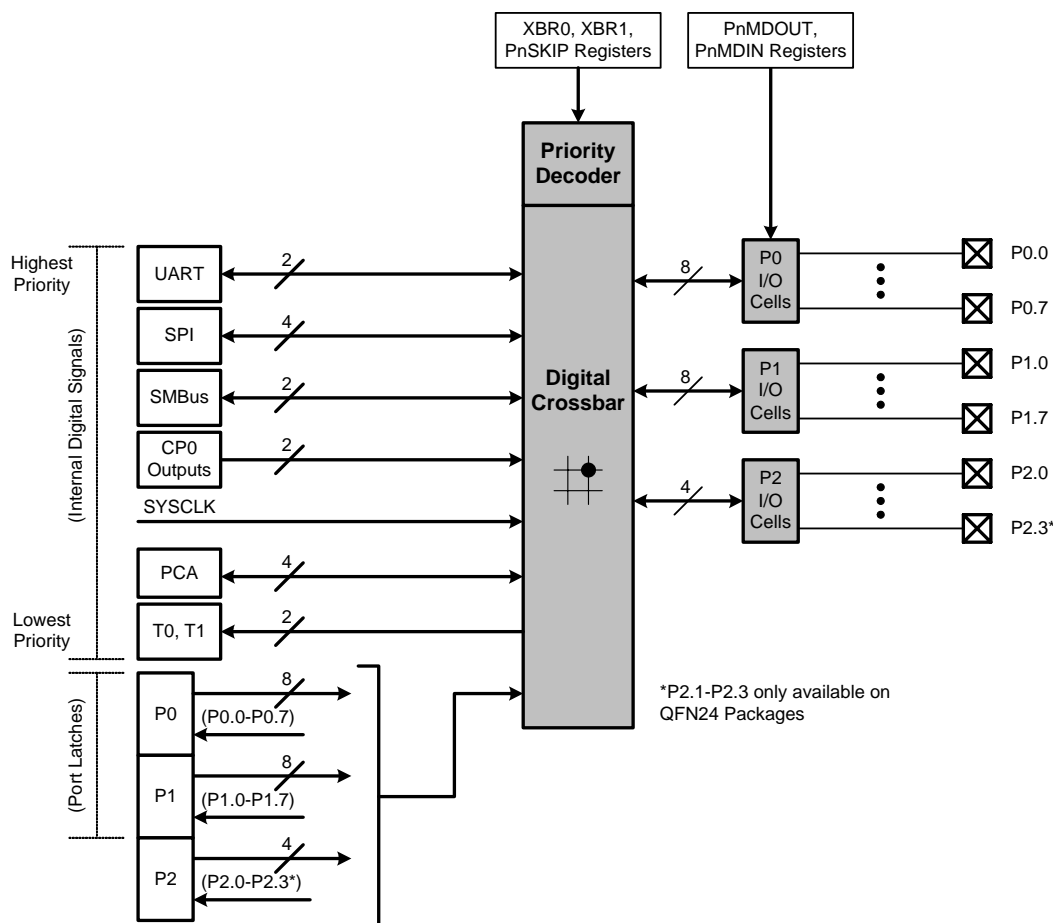 XBR0, XBR1,
PnSKIP Registers
PnMDOUT,
PnMDIN Registers
Priority
Decoder
Digital
Crossbar
Highest
Priority
(Internal Digital Signals)
Lowest
Priority
UART
2
SPI
4
SMBus
2
CP0
Outputs
2
SYSCLK
PCA
4
T0, T1
2
(Port Latches)
P0
8
(P0.0-P0.7)
P1
8
(P1.0-P1.7)
P2
4
(P2.0-P2.3*)
8
P0
I/O
Cells
P0.0
P0.7
8
P1
I/O
Cells
P1.0
P1.7
4
P2
I/O
Cells
P2.0
P2.3*
*P2.1-P2.3 only available on
QFN24 Packages